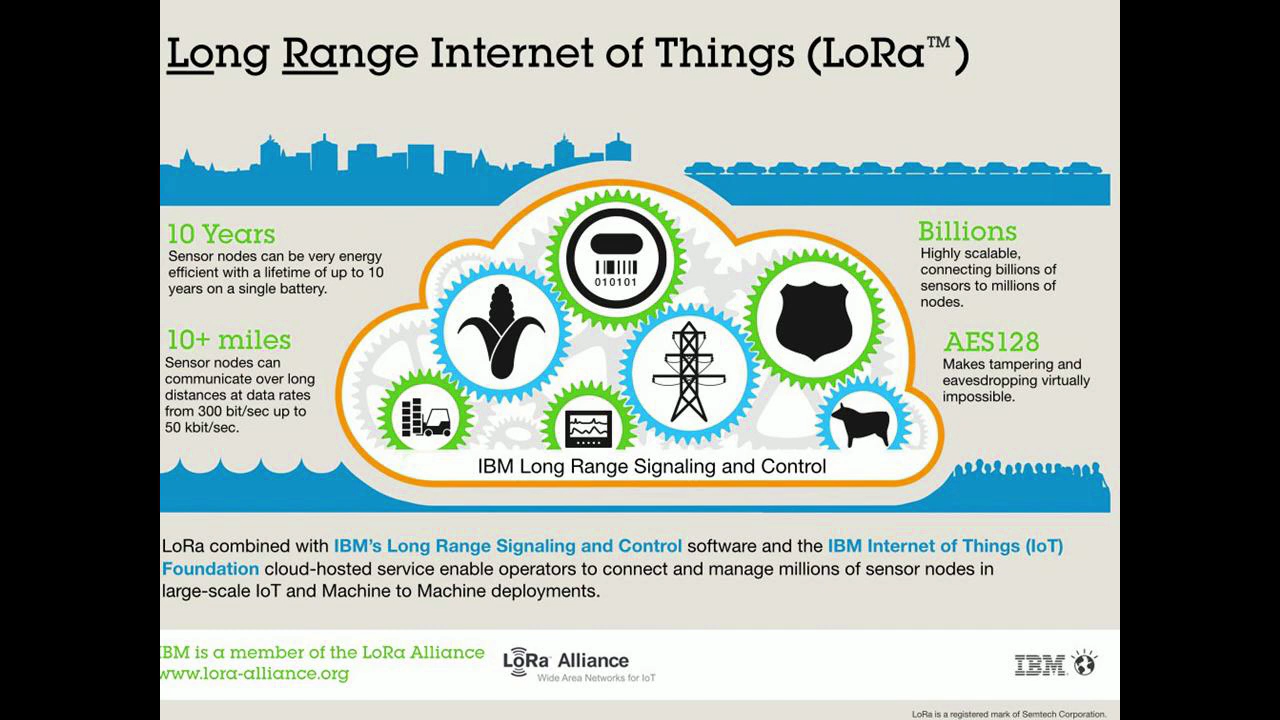 Long Range Internet of Things (LoRa™)
10 Years
Sensor nodes can be very energy
efficient with a lifetime of up to 10
years on a single battery.
10+ miles
Sensor nodes can
communicate over long
distances at data rates
from 300 bit/sec up to
50 kbit/sec.
010101
Billions
Highly scalable,
connecting billions of
sensors to millions of
nodes.
AES128
Makes tampering and
eavesdropping virtually
impossible.
IBM Long Range Signaling and Control
LoRa combined with IBM's Long Range Signaling and Control software and the IBM Internet of Things (IoT)
Foundation cloud-hosted service enable operators to connect and manage millions of sensor nodes in
large-scale IoT and Machine to Machine deployments.
IBM is a member of the LoRa Alliance
www.lora-alliance.org
LoRa Alliance
Wide Area Networks for IoT
IBM
LoRa is a registered mark of Semtech Corporation.